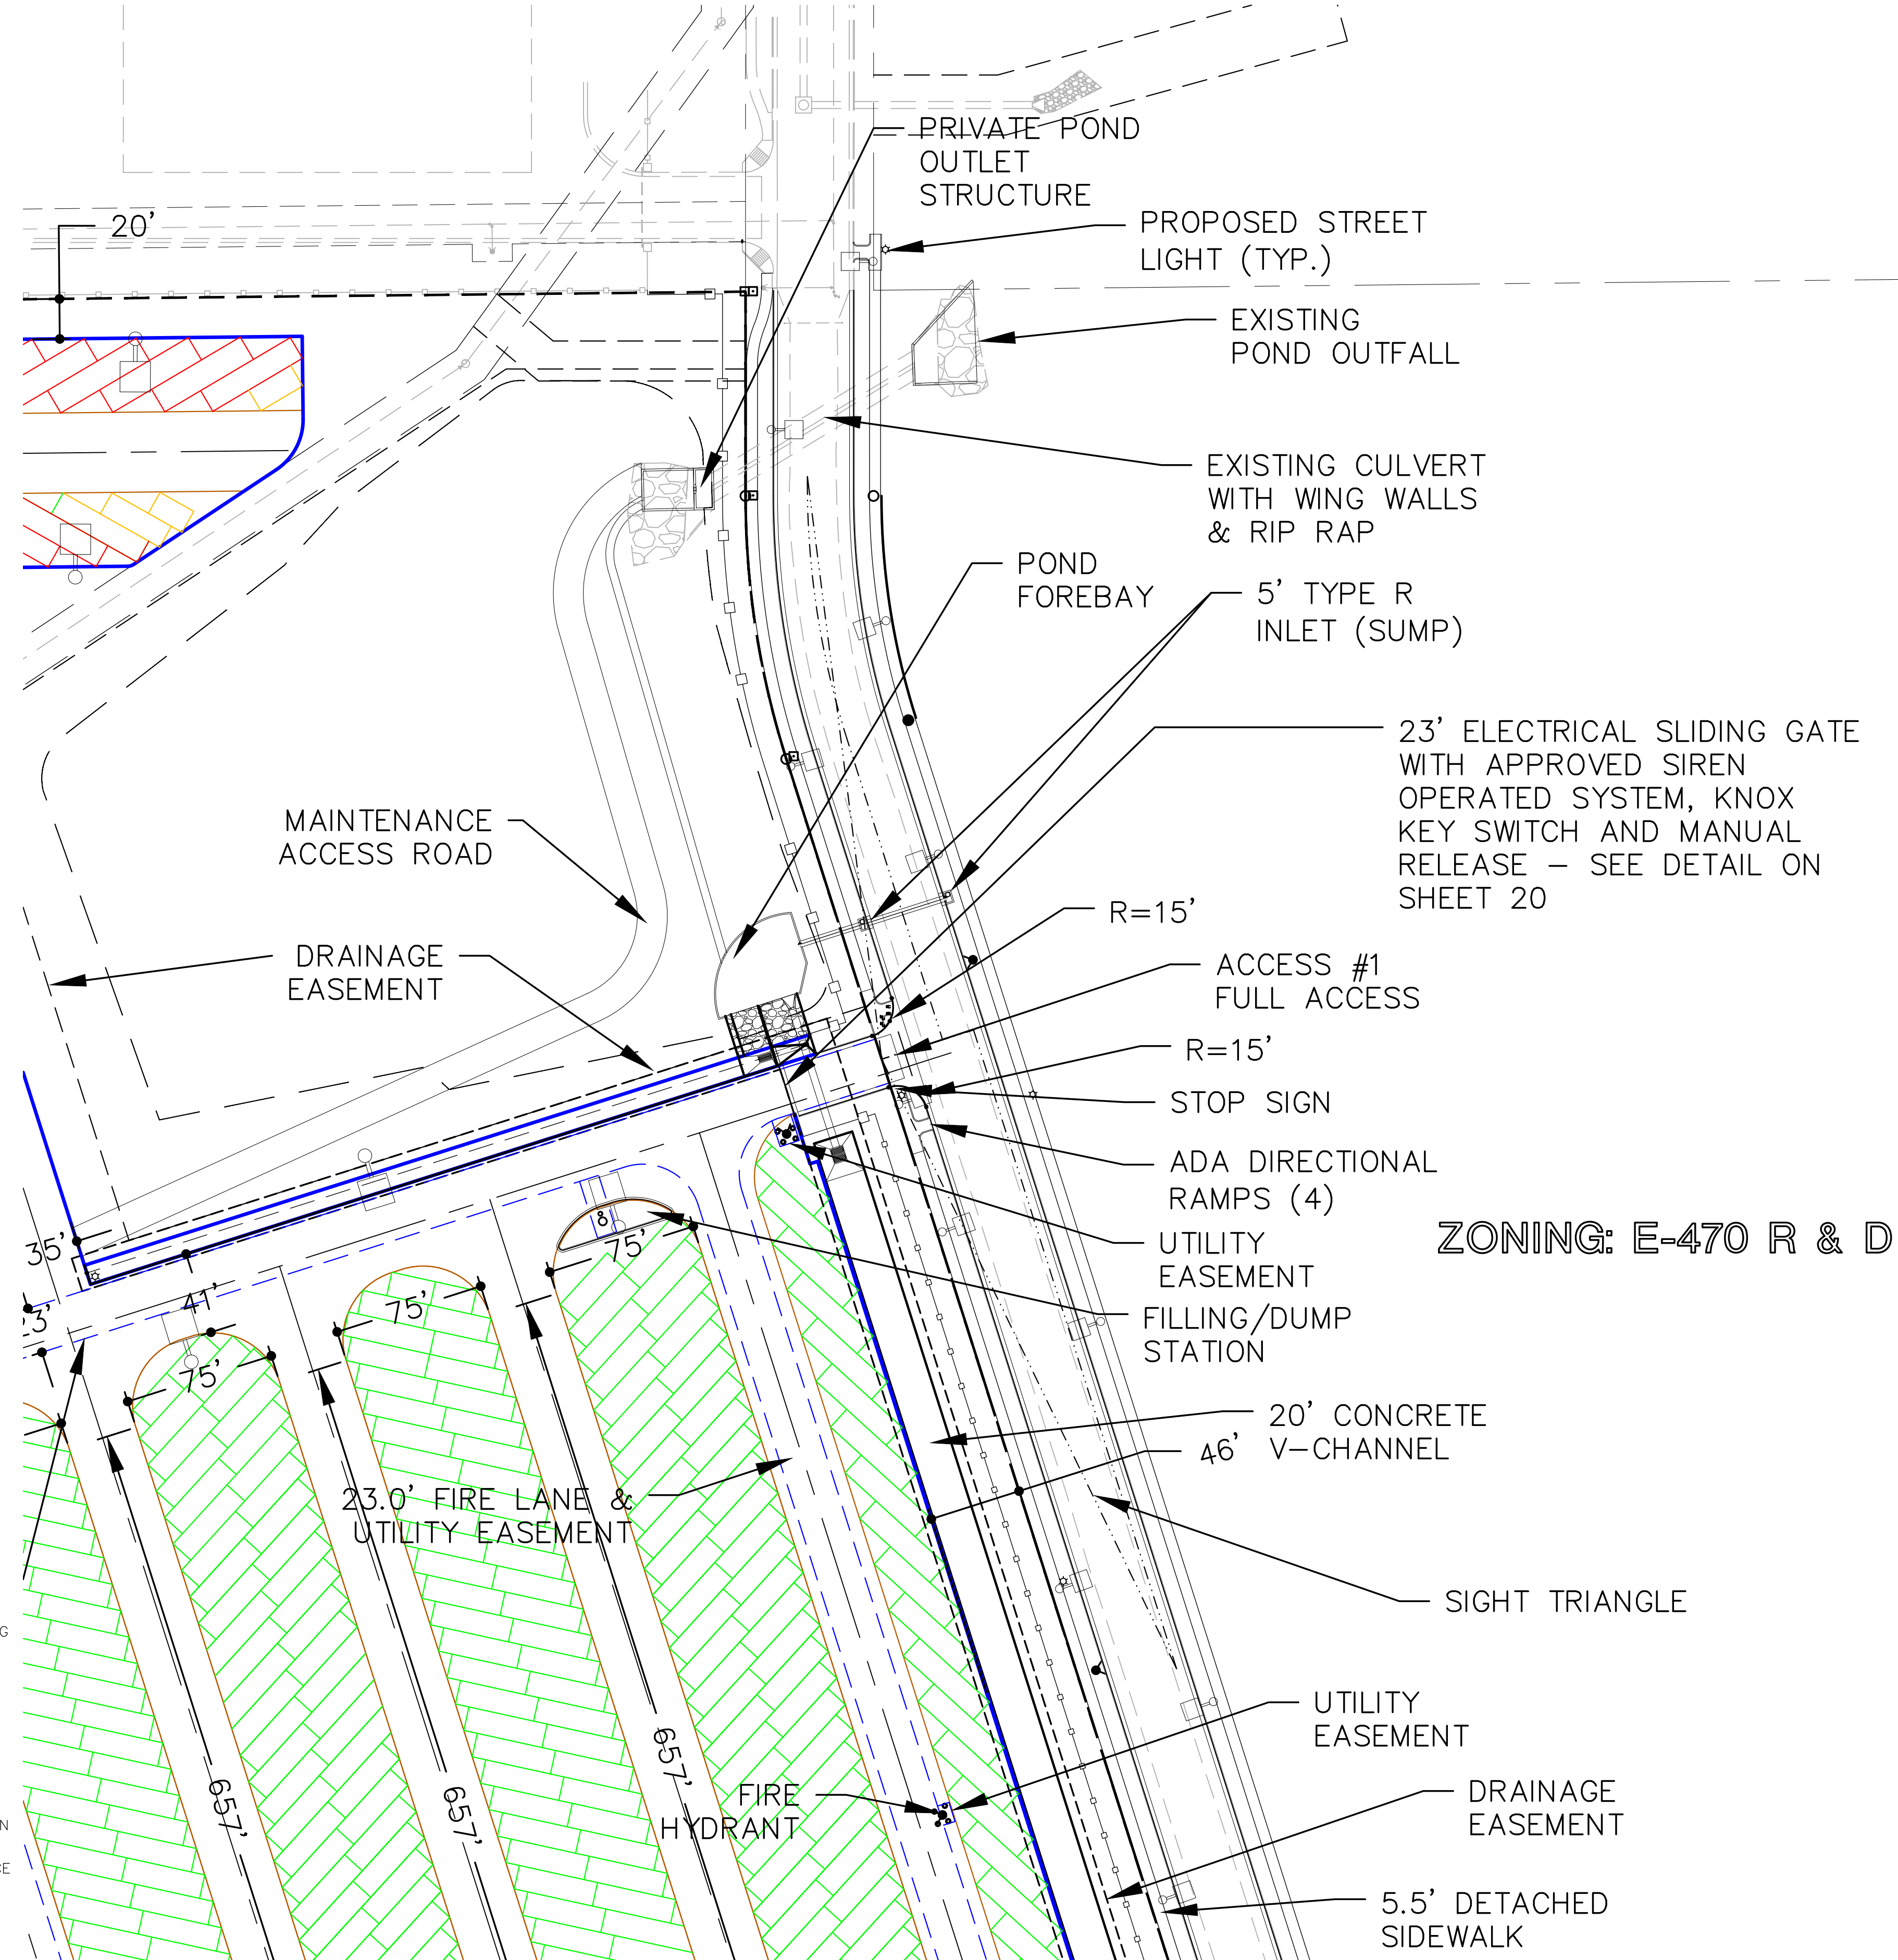 PRIVATE POND
OUTLET
STRUCTURE
20'
PROPOSED STREET
LIGHT (TYP.)
EXISTING
POND OUTFALL
EXISTING CULVERT
WITH WING WALLS
& RIP RAP
POND
FOREBAY
5' TYPE R
INLET (SUMP)
23' ELECTRICAL SLIDING GATE
WITH APPROVED SIREN
OPERATED SYSTEM, KNOX
KEY SWITCH AND MANUAL
RELEASE – SEE DETAIL ON
SHEET 20
MAINTENANCE
ACCESS ROAD
R=15'
DRAINAGE
EASEMENT
ACCESS #1
FULL ACCESS
R=15'
STOP SIGN
ADA DIRECTIONAL
RAMPS (4)
ZONING: E-470 R & D
UTILITY
EASEMENT
35'
8
75'
41'
75'
23'
75'
FILLING/DUMP
STATION
20' CONCRETE
V-CHANNEL
46'
23.0' FIRE LANE &
UTILITY EASEMENT
SIGHT TRIANGLE
UTILITY
EASEMENT
657'
657'
657'
FIRE
HYDRANT
DRAINAGE
EASEMENT
5.5' DETACHED
SIDEWALK